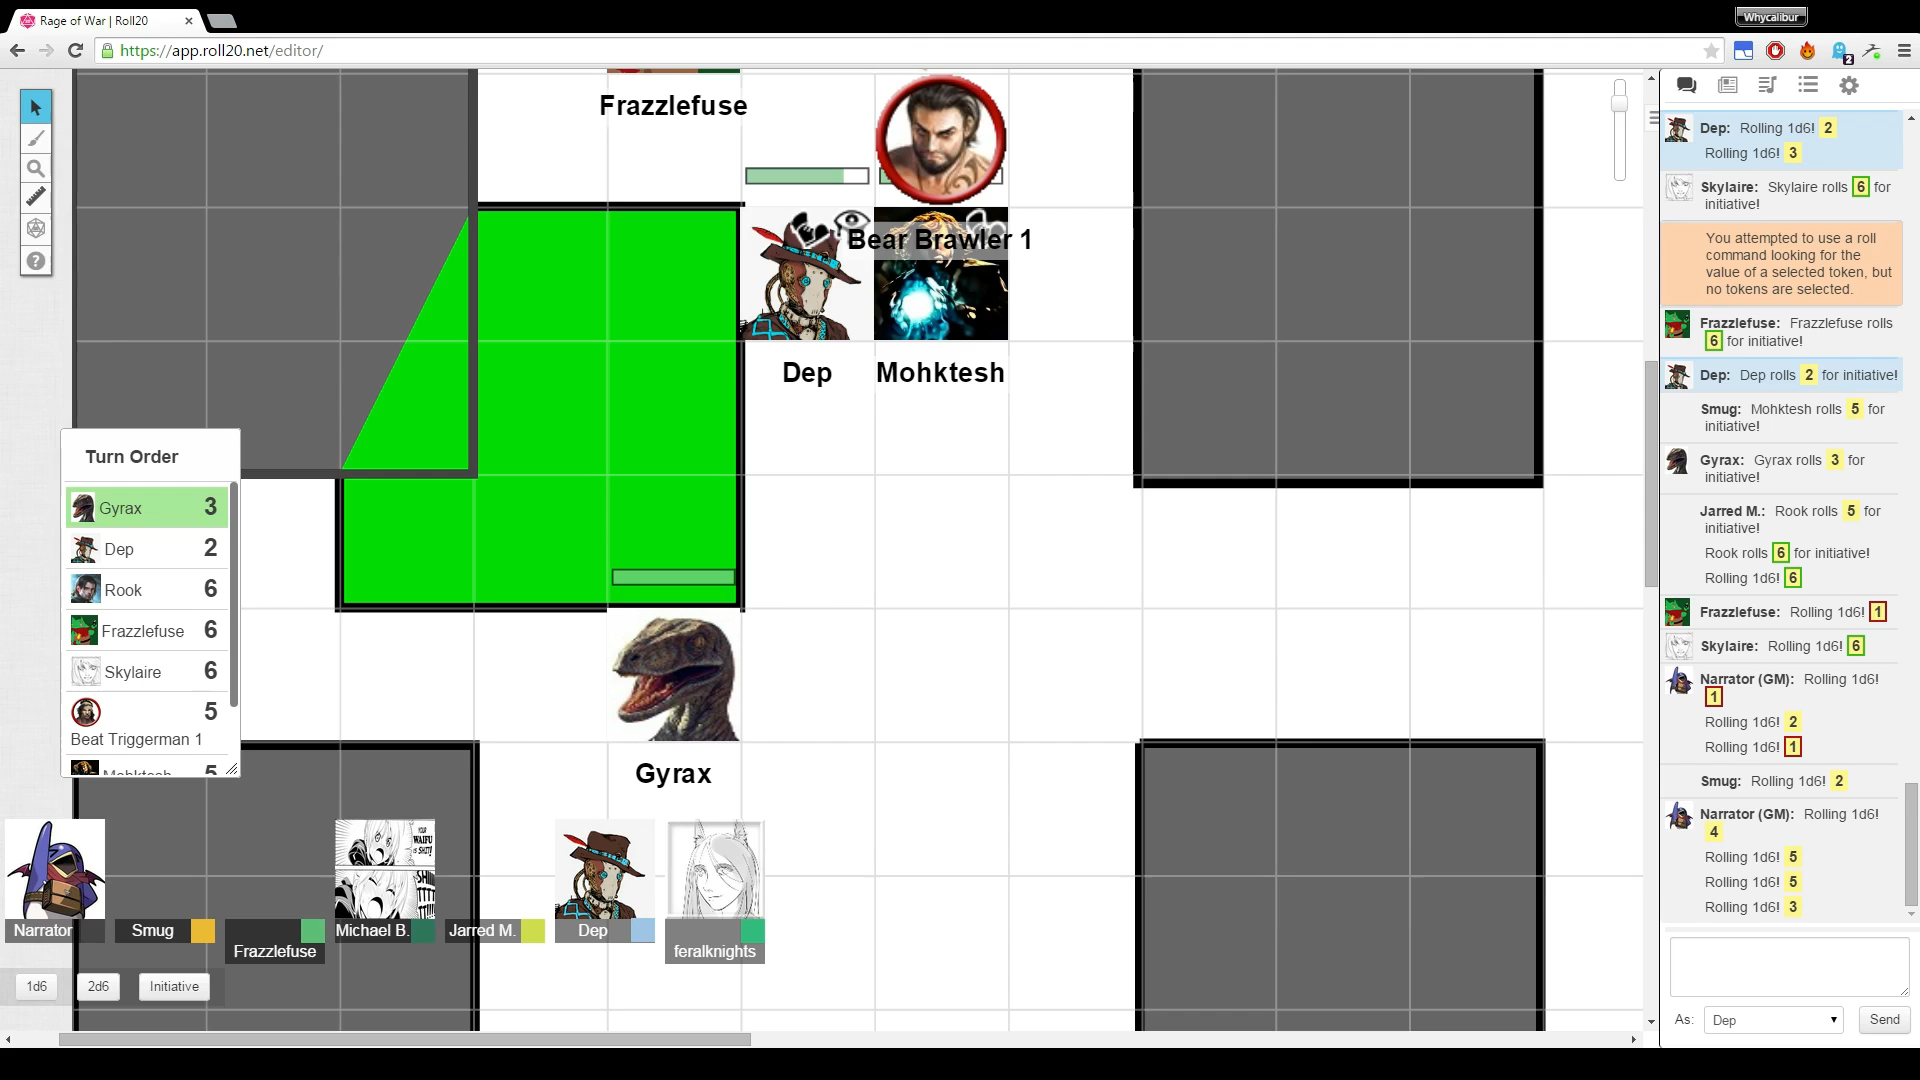 Rage of War | Roll20
Whycalibur
https://app.roll20.net/editor/
2
Frazzlefuse
Bear Brawler 1
Dep
Mohktesh
Gyrax
Turn Order
Gyrax 3
Dep 2
Rook 6
Frazzlefuse 6
Skylaire 6
5
Beat Triggerman 1
Mohktesh 5
YOUR
WAIFU
IS SHIT!
Narrator
Smug
Frazzlefuse
Michael B.
Jarred M.
Dep
feralknights
1d6
2d6
Initiative
Dep: Rolling 1d6! 2
Rolling 1d6! 3
Skylaire: Skylaire rolls 6 for
initiative!
You attempted to use a roll
command looking for the
value of a selected token, but
no tokens are selected.
Frazzlefuse: Frazzlefuse rolls
6 for initiative!
Dep: Dep rolls 2 for initiative!
Smug: Mohktesh rolls 5 for
initiative!
Gyrax: Gyrax rolls 3 for
initiative!
Jarred M.: Rook rolls 5 for
initiative!
Rook rolls 6 for initiative!
Rolling 1d6! 6
Frazzlefuse: Rolling 1d6! 1
Skylaire: Rolling 1d6! 6
Narrator (GM): Rolling 1d6!
1
Rolling 1d6! 2
Rolling 1d6! 1
Smug: Rolling 1d6! 2
Narrator (GM): Rolling 1d6!
4
Rolling 1d6! 5
Rolling 1d6! 5
Rolling 1d6! 3
As: Dep
Send